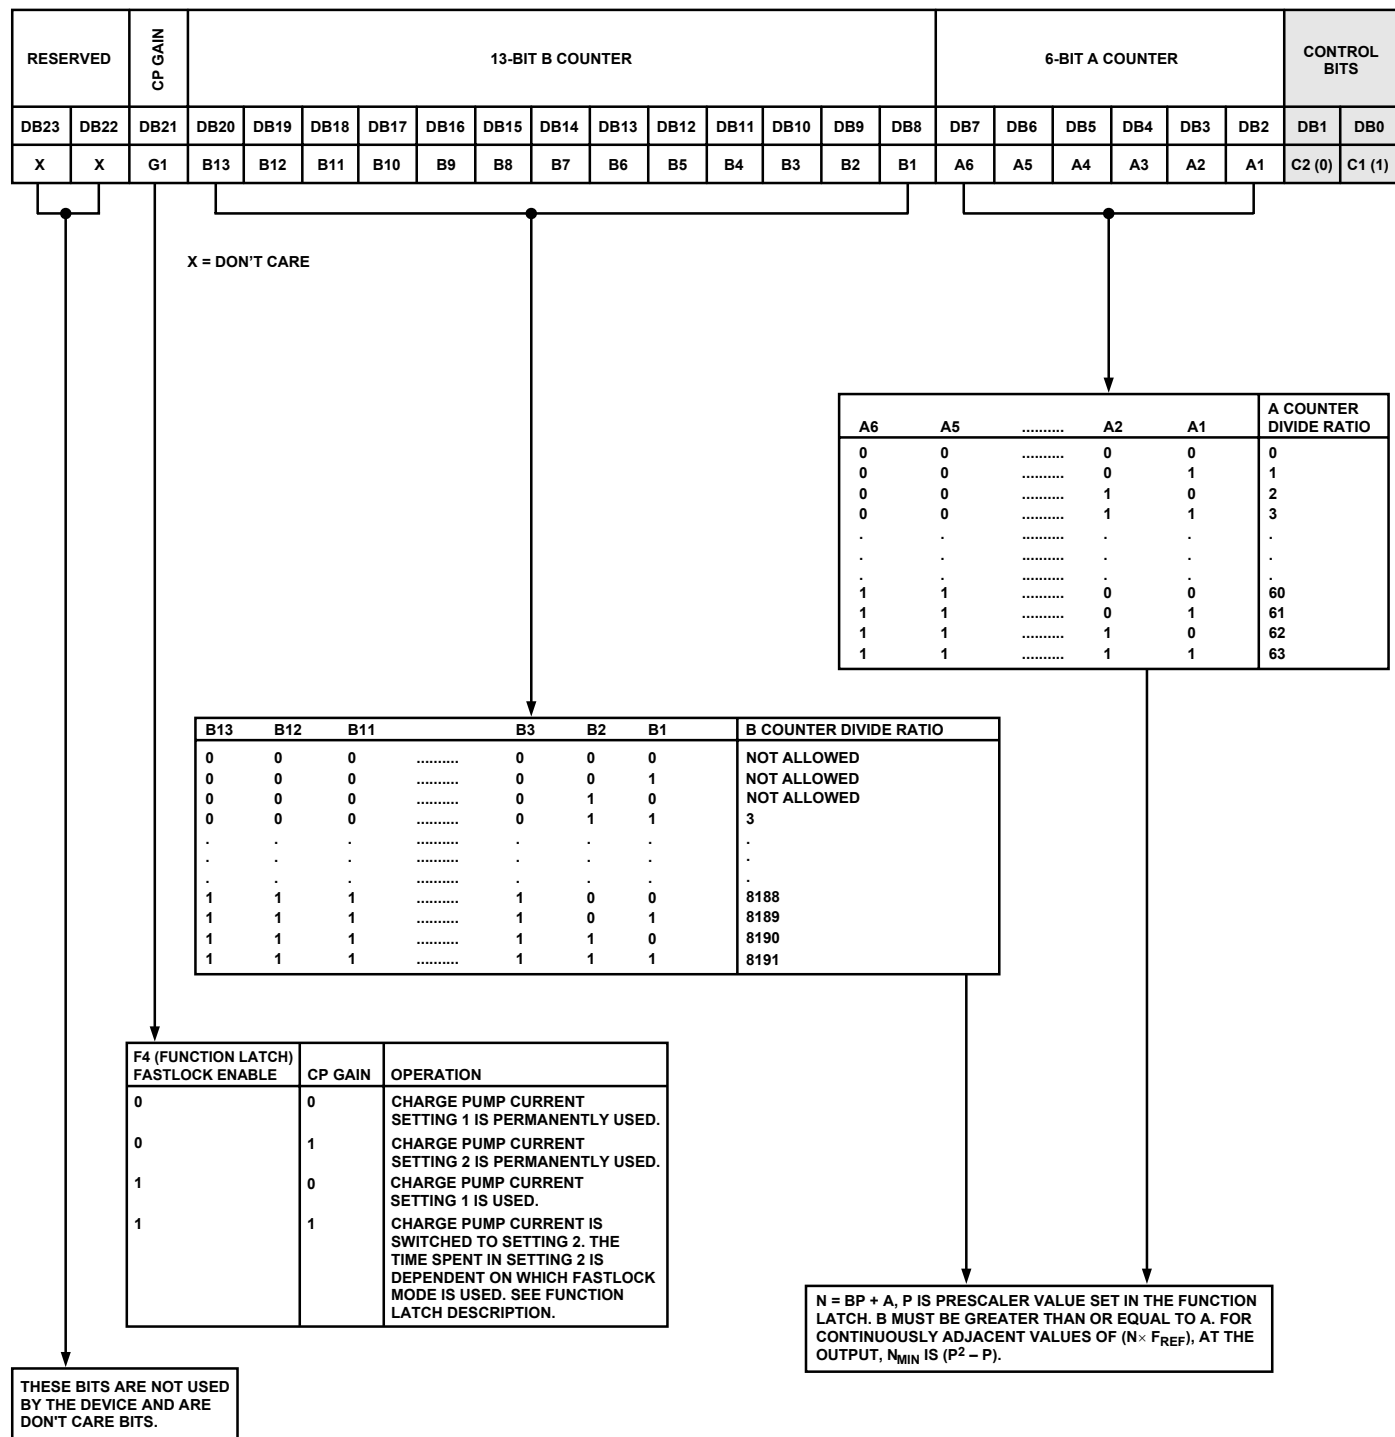 RESERVED
CP GAIN
13-BIT B COUNTER
6-BIT A COUNTER
CONTROL
BITS
DB23 DB22 DB21 DB20 DB19 DB18 DB17 DB16 DB15 DB14 DB13 DB12 DB11 DB10 DB9 DB8 DB7 DB6 DB5 DB4 DB3 DB2 DB1 DB0
X X G1 B13 B12 B11 B10 B9 B8 B7 B6 B5 B4 B3 B2 B1 A6 A5 A4 A3 A2 A1 C2 (0) C1 (1)
X = DON'T CARE
A COUNTER
A6 A5 .......... A2 A1 DIVIDE RATIO
0 0 .......... 0 0 0
0 0 .......... 0 1 1
0 0 .......... 1 0 2
0 0 .......... 1 1 3
. . .......... . . .
. . .......... . . .
. . .......... . . .
1 1 .......... 0 0 60
1 1 .......... 0 1 61
1 1 .......... 1 0 62
1 1 .......... 1 1 63
B13 B12 B11 B3 B2 B1 B COUNTER DIVIDE RATIO
0 0 0 .......... 0 0 0 NOT ALLOWED
0 0 0 .......... 0 0 1 NOT ALLOWED
0 0 0 .......... 0 1 0 NOT ALLOWED
0 0 0 .......... 0 1 1 3
. . . .......... . . . .
. . . .......... . . . .
. . . .......... . . . .
1 1 1 .......... 1 0 0 8188
1 1 1 .......... 1 0 1 8189
1 1 1 .......... 1 1 0 8190
1 1 1 .......... 1 1 1 8191
F4 (FUNCTION LATCH)
FASTLOCK ENABLE CP GAIN OPERATION
0 0 CHARGE PUMP CURRENT
SETTING 1 IS PERMANENTLY USED.
0 1 CHARGE PUMP CURRENT
SETTING 2 IS PERMANENTLY USED.
1 0 CHARGE PUMP CURRENT
SETTING 1 IS USED.
1 1 CHARGE PUMP CURRENT IS
SWITCHED TO SETTING 2. THE
TIME SPENT IN SETTING 2 IS
DEPENDENT ON WHICH FASTLOCK
MODE IS USED. SEE FUNCTION
LATCH DESCRIPTION.
N = BP + A, P IS PRESCALER VALUE SET IN THE FUNCTION
LATCH. B MUST BE GREATER THAN OR EQUAL TO A. FOR
CONTINUOUSLY ADJACENT VALUES OF (N× FREF), AT THE
OUTPUT, NMIN IS (P² – P).
THESE BITS ARE NOT USED
BY THE DEVICE AND ARE
DON'T CARE BITS.